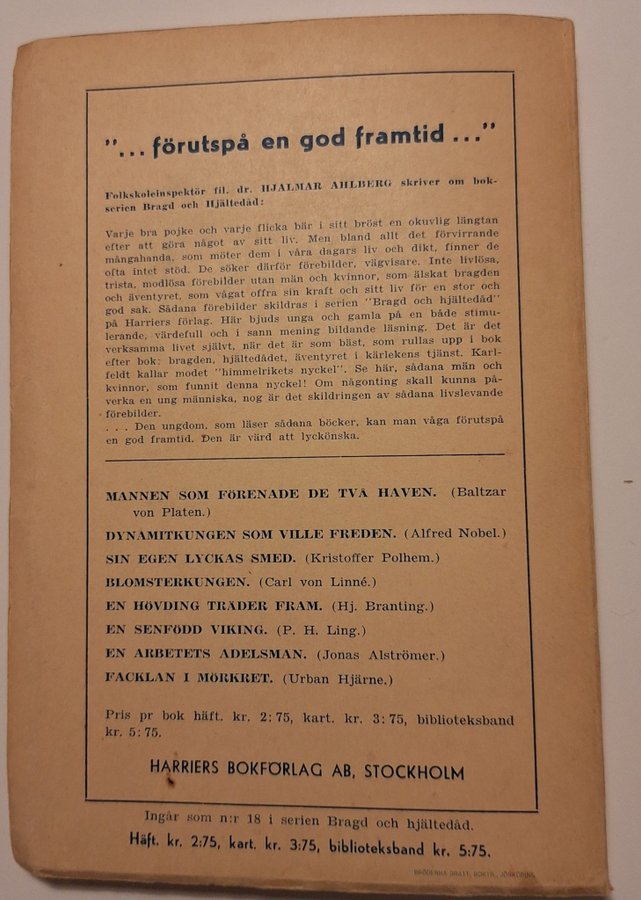 "... förutspå en god framtid ..."
Folkskoleinspektör fil. dr. HJALMAR AHLBERG skriver om bok-
serien Bragd och Hjältedåd:
Varje bra pojke och varje flicka bär i sitt bröst en okuvlig längtan
efter att göra något av sitt liv. Men bland allt det förvirrande
mångahanda, som möter dem i våra dagars liv och dikt, finner de
ofta intet stöd. De söker därför förebilder, vägvisare. Inte livlösa,
trista, modlösa förebilder utan män och kvinnor, som älskat bragden
och äventyret, som vågat offra sin kraft och sitt liv för en stor och
god sak. Sådana förebilder skildras i serien "Bragd och hjältedåd"
på Harriers förlag. Här bjuds unga och gamla på en både stimu-
lerande, värdefull och i sann mening bildande läsning. Det är det
verksamma livet självt, när det är som bäst, som rullas upp i bok
efter bok: bragden, hjältedådet, äventyret i kärlekens tjänst. Karl-
feldt kallar modet "himmelrikets nyckel". Se här, sådana män och
kvinnor, som funnit denna nyckel! Om någonting skall kunna på-
verka en ung människa, nog är det skildringen av sådana livslevande
förebilder.
. . . Den ungdom, som läser sådana böcker, kan man våga förutspå
en god framtid. Den är värd att lyckönska.
MANNEN SOM FÖRENADE DE TVÅ HAVEN. (Baltzar
von Platen.)
DYNAMITKUNGEN SOM VILLE FREDEN. (Alfred Nobel.)
SIN EGEN LYCKAS SMED. (Kristoffer Polhem.)
BLOMSTERKUNGEN. (Carl von Linné.)
EN HÖVDING TRÄDER FRAM. (Hj. Branting.)
EN SENFÖDD VIKING. (P. H. Ling.)
EN ARBETETS ADELSMAN. (Jonas Alströmer.)
FACKLAN I MÖRKRET. (Urban Hjärne.)
Pris pr bok häft. kr. 2:75, kart. kr. 3:75, biblioteksband
kr. 5:75.
HARRIERS BOKFÖRLAG AB, STOCKHOLM
Ingår som n:r 18 i serien Bragd och hjältedåd.
Häft. kr. 2:75, kart. kr. 3:75, biblioteksband kr. 5:75.